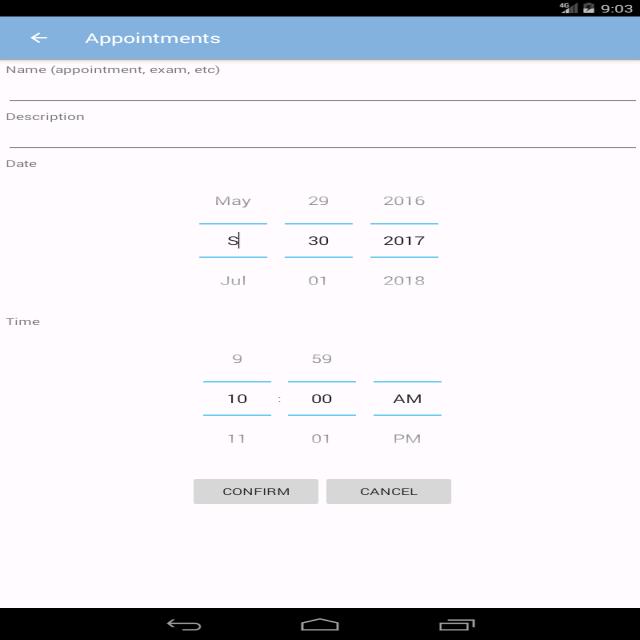 4G 9:03
Appointments
Name (appointment, exam, etc)
Description
Date
May 29 2016
S 30 2017
Jul 01 2018
Time
9 59
10 : 00 AM
11 01 PM
CONFIRM CANCEL